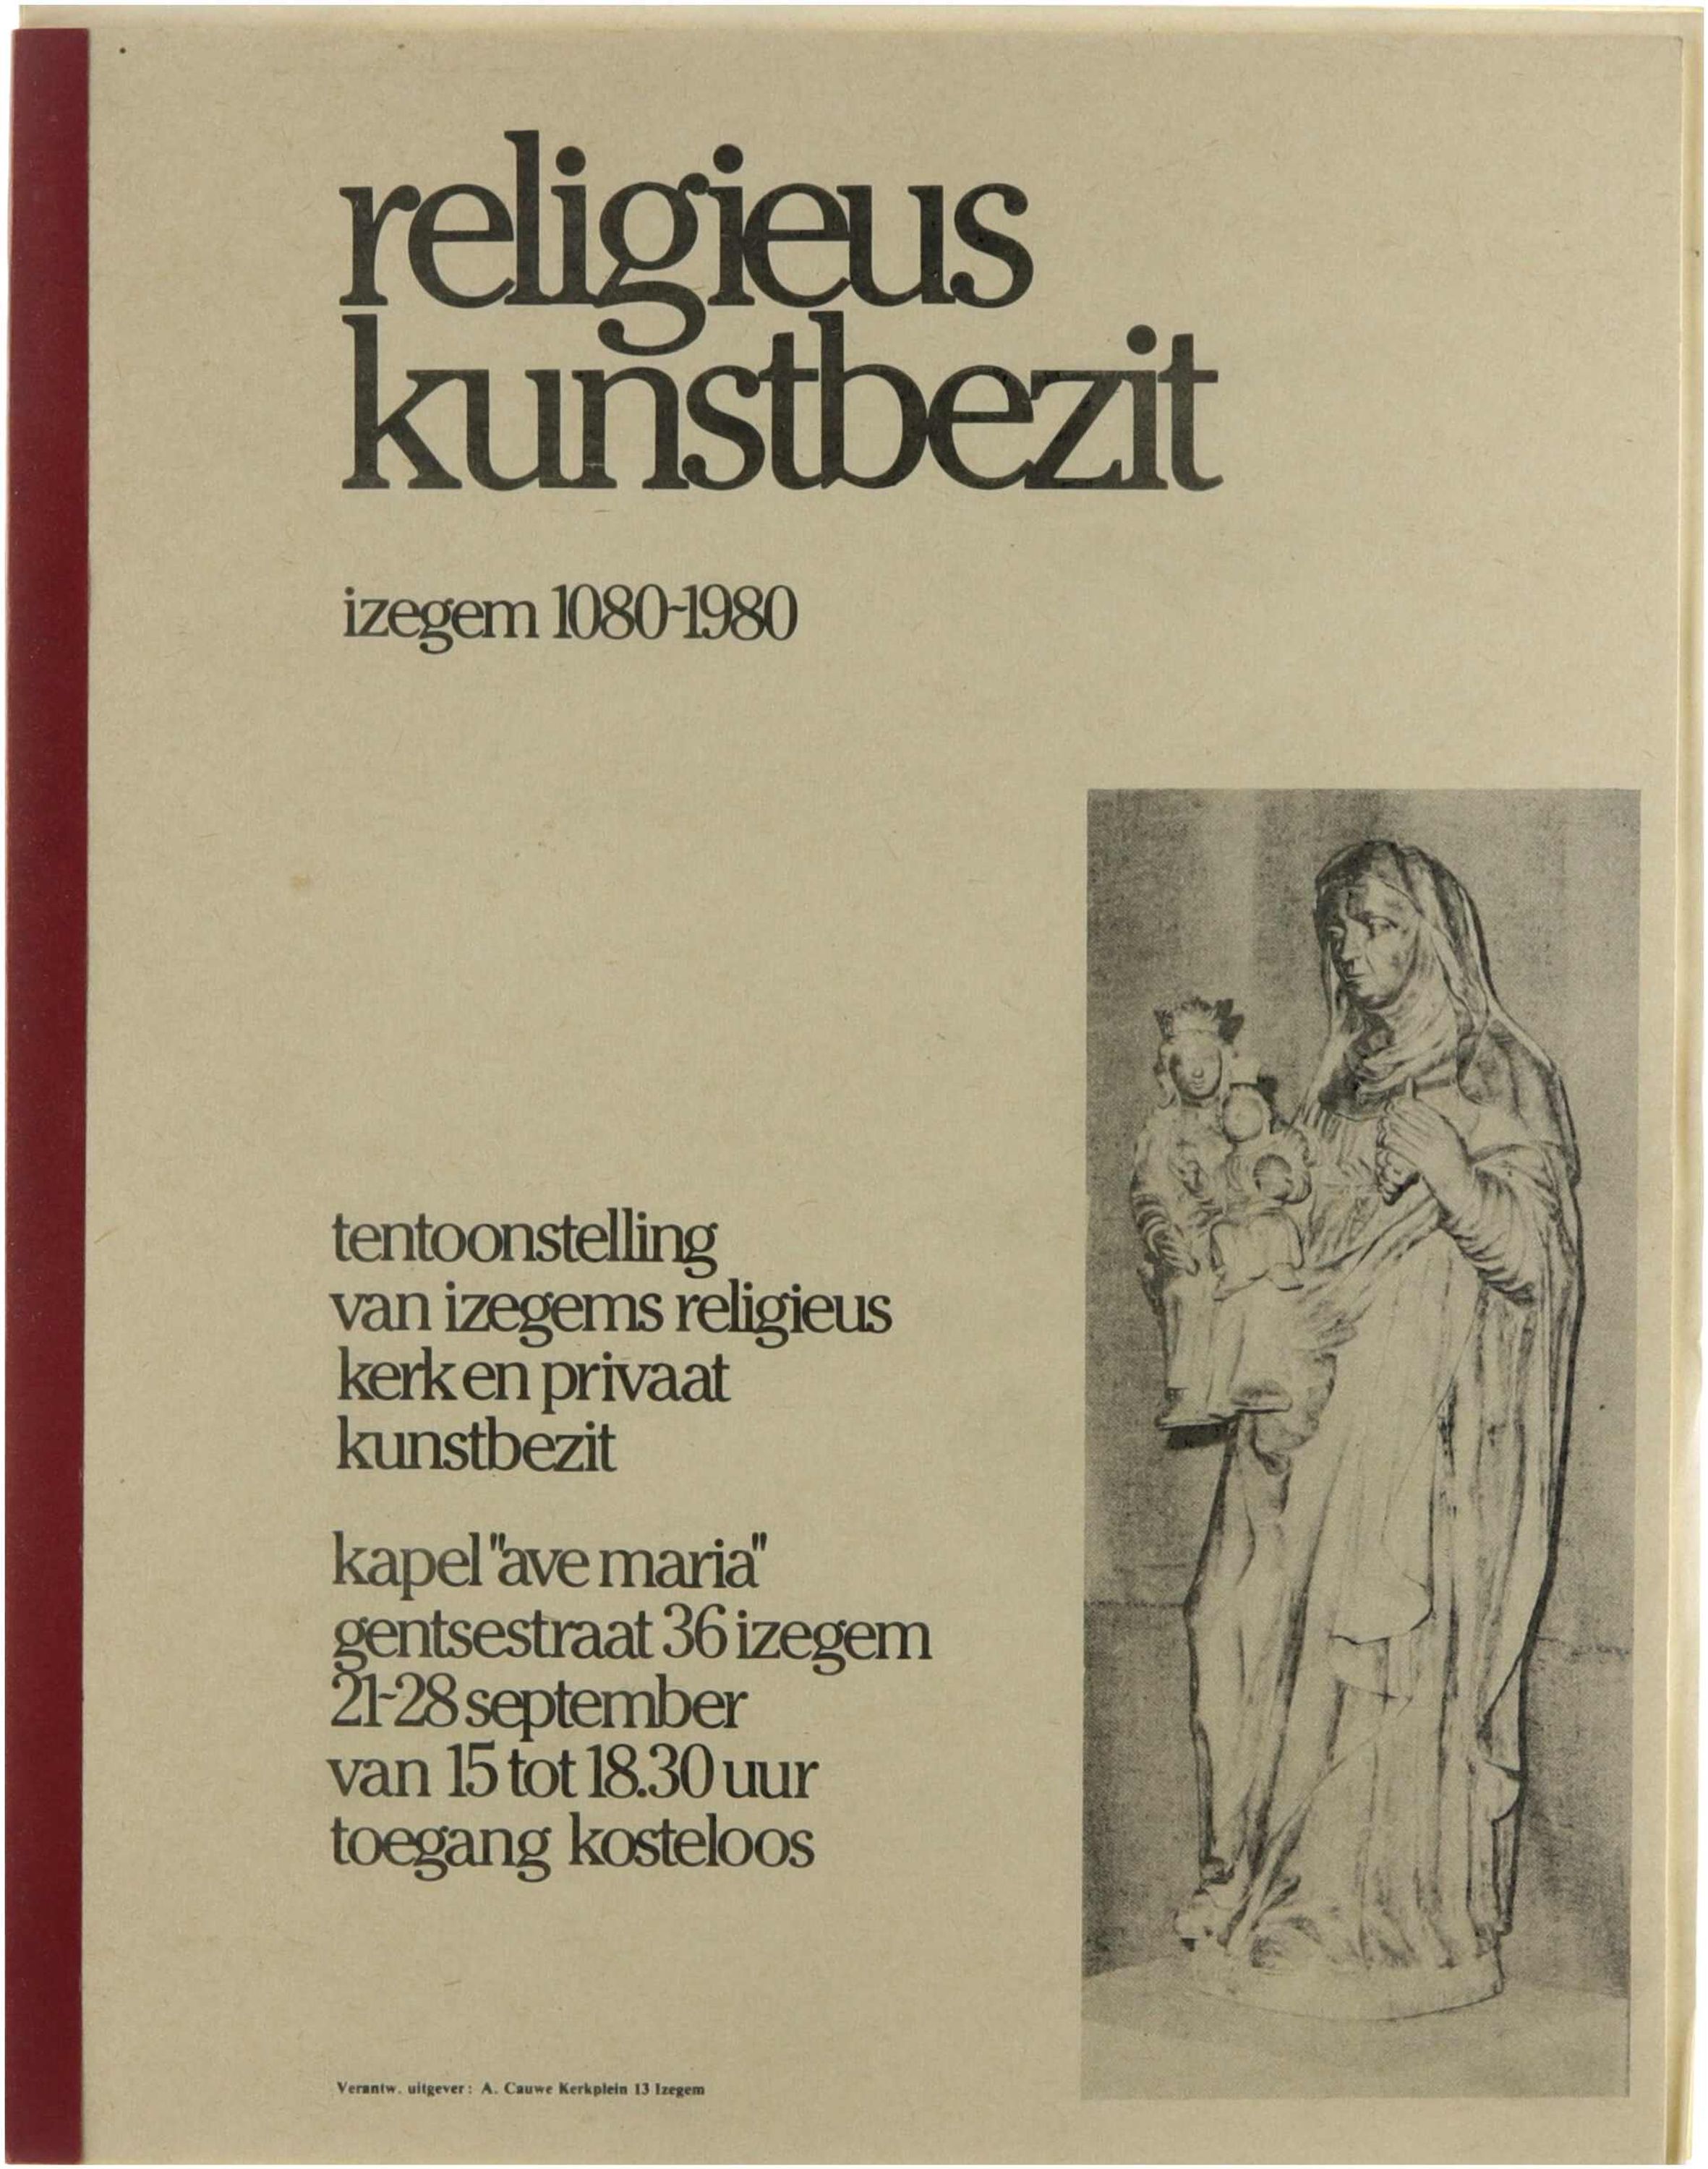 religieus
kunstbezit
izegem 1080-1980
tentoonstelling
van izegems religieus
kerk en privaat
kunstbezit
kapel "ave maria"
gentsestraat 36 izegem
21-28 september
van 15 tot 18.30 uur
toegang kosteloos
Verantw. uitgever: A. Cauwe Kerkplein 13 Izegem